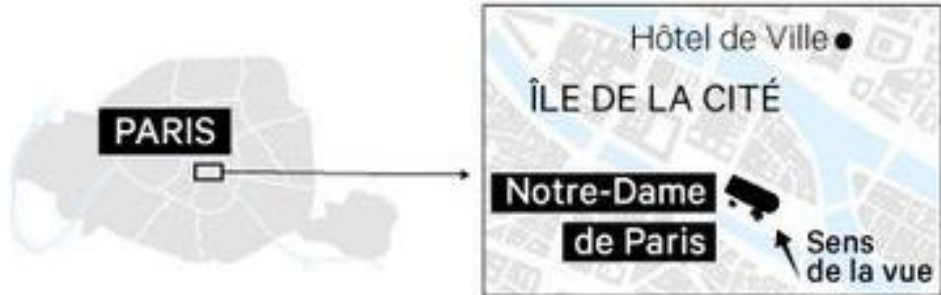 PARIS
Hôtel de Ville
ÎLE DE LA CITÉ
Notre-Dame
de Paris
Sens
de la vue